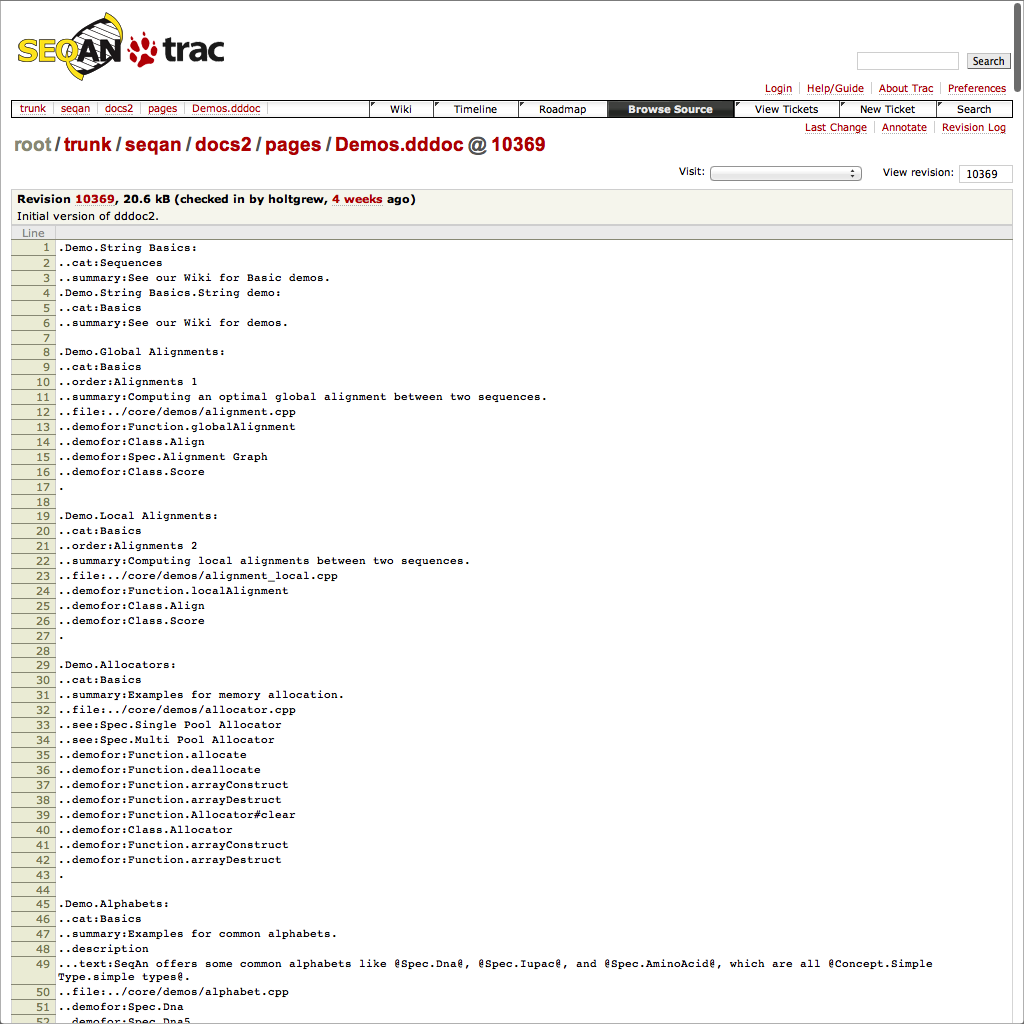 SEQAN trac
Search
Login Help/Guide About Trac Preferences
trunk seqan docs2 pages Demos.dddoc Wiki Timeline Roadmap Browse Source View Tickets New Ticket Search
Last Change Annotate Revision Log
root/trunk/seqan/docs2/pages/Demos.dddoc @ 10369
Visit: View revision: 10369
Revision 10369, 20.6 kB (checked in by holtgrew, 4 weeks ago)
Initial version of dddoc2.
Line
1 .Demo.String Basics:
2 ..cat:Sequences
3 ..summary:See our Wiki for Basic demos.
4 .Demo.String Basics.String demo:
5 ..cat:Basics
6 ..summary:See our Wiki for demos.
7
8 .Demo.Global Alignments:
9 ..cat:Basics
10 ..order:Alignments 1
11 ..summary:Computing an optimal global alignment between two sequences.
12 ..file:../core/demos/alignment.cpp
13 ..demofor:Function.globalAlignment
14 ..demofor:Class.Align
15 ..demofor:Spec.Alignment Graph
16 ..demofor:Class.Score
17 .
18
19 .Demo.Local Alignments:
20 ..cat:Basics
21 ..order:Alignments 2
22 ..summary:Computing local alignments between two sequences.
23 ..file:../core/demos/alignment_local.cpp
24 ..demofor:Function.localAlignment
25 ..demofor:Class.Align
26 ..demofor:Class.Score
27 .
28
29 .Demo.Allocators:
30 ..cat:Basics
31 ..summary:Examples for memory allocation.
32 ..file:../core/demos/allocator.cpp
33 ..see:Spec.Single Pool Allocator
34 ..see:Spec.Multi Pool Allocator
35 ..demofor:Function.allocate
36 ..demofor:Function.deallocate
37 ..demofor:Function.arrayConstruct
38 ..demofor:Function.arrayDestruct
39 ..demofor:Function.Allocator#clear
40 ..demofor:Class.Allocator
41 ..demofor:Function.arrayConstruct
42 ..demofor:Function.arrayDestruct
43 .
44
45 .Demo.Alphabets:
46 ..cat:Basics
47 ..summary:Examples for common alphabets.
48 ..description
49 ...text:SeqAn offers some common alphabets like @Spec.Dna@, @Spec.Iupac@, and @Spec.AminoAcid@, which are all @Concept.Simple
Type.simple types@.
50 ..file:../core/demos/alphabet.cpp
51 ..demofor:Spec.Dna
52 ..demofor:Spec.Dna5